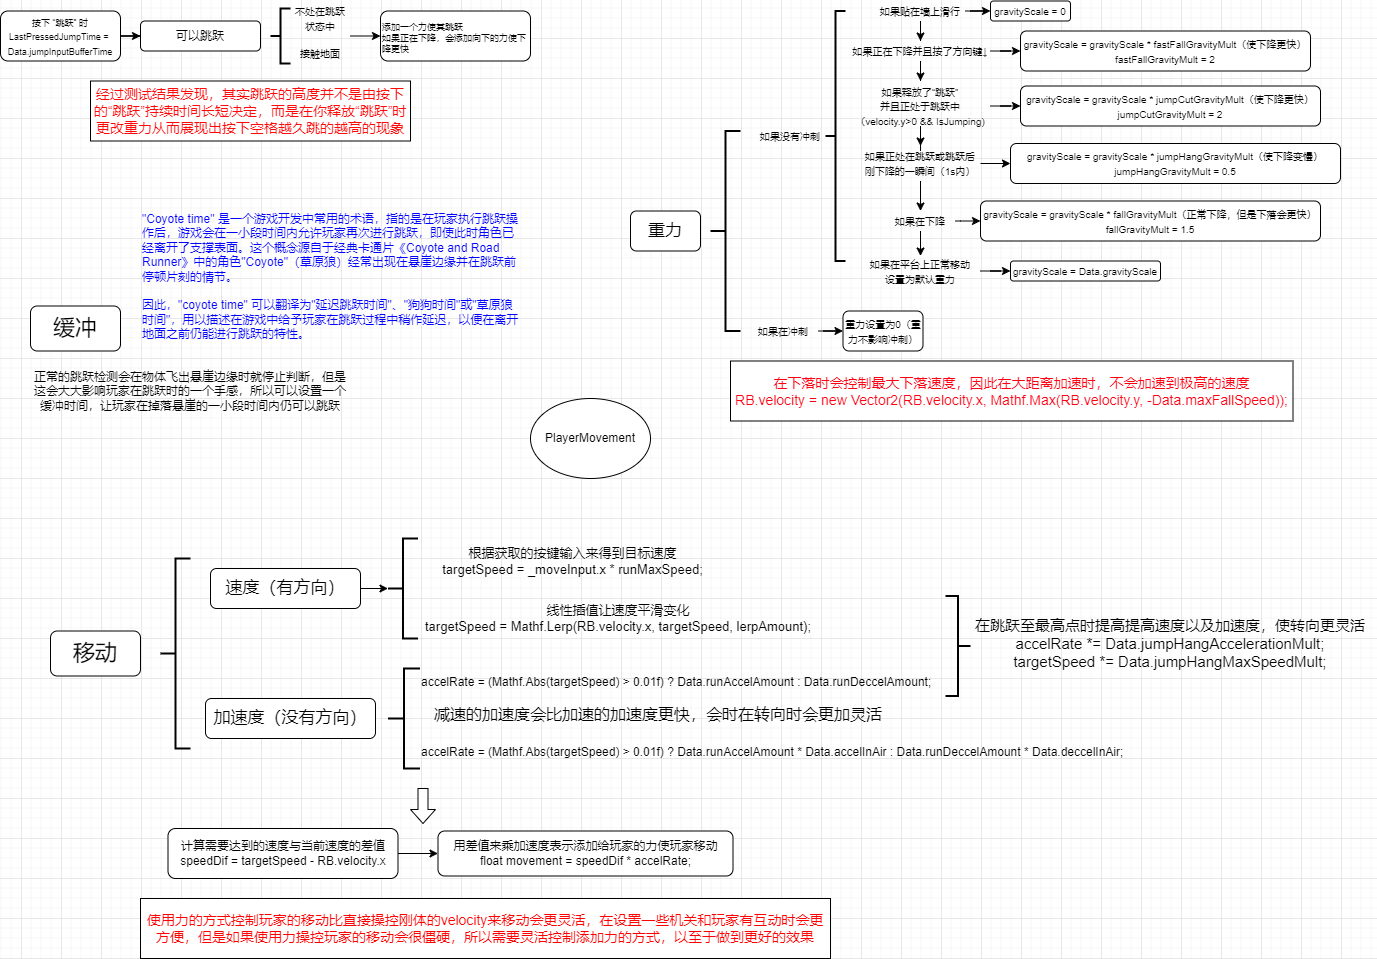 按下 “跳跃” 时
LastPressedJumpTime =
Data.jumpInputBufferTime
可以跳跃
不处在跳跃
状态中
接触地面
添加一个力使其跳跃
如果正在下降，会添加向下的力使下
降更快
经过测试结果发现，其实跳跃的高度并不是由按下
的“跳跃”持续时间长短决定，而是在你释放“跳跃”时
更改重力从而展现出按下空格越久跳的越高的现象
"Coyote time" 是一个游戏开发中常用的术语，指的是在玩家执行跳跃操
作后，游戏会在一小段时间内允许玩家再次进行跳跃，即使此时角色已
经离开了支撑表面。这个概念源自于经典卡通片《Coyote and Road
Runner》中的角色"Coyote"（草原狼）经常出现在悬崖边缘并在跳跃前
停顿片刻的情节。
因此，"coyote time" 可以翻译为"延迟跳跃时间"、"狗狗时间"或"草原狼
时间"，用以描述在游戏中给予玩家在跳跃过程中稍作延迟，以便在离开
地面之前仍能进行跳跃的特性。
缓冲
正常的跳跃检测会在物体飞出悬崖边缘时就停止判断，但是
这会大大影响玩家在跳跃时的一个手感，所以可以设置一个
缓冲时间，让玩家在掉落悬崖的一小段时间内仍可以跳跃
重力
如果没有冲刺
如果贴在墙上滑行
gravityScale = 0
如果正在下降并且按了方向键↓
gravityScale = gravityScale * fastFallGravityMult（使下降更快）
fastFallGravityMult = 2
如果释放了“跳跃”
并且正处于跳跃中
（velocity.y>0 && IsJumping)
gravityScale = gravityScale * jumpCutGravityMult（使下降更快）
jumpCutGravityMult = 2
如果正处在跳跃或跳跃后
刚下降的一瞬间（1s内）
gravityScale = gravityScale * jumpHangGravityMult（使下降变慢）
jumpHangGravityMult = 0.5
如果在下降
gravityScale = gravityScale * fallGravityMult（正常下降，但是下落会更快）
fallGravityMult = 1.5
如果在平台上正常移动
设置为默认重力
gravityScale = Data.gravityScale
如果在冲刺
重力设置为0（重
力不影响冲刺）
在下落时会控制最大下落速度，因此在大距离加速时，不会加速到极高的速度
RB.velocity = new Vector2(RB.velocity.x, Mathf.Max(RB.velocity.y, -Data.maxFallSpeed));
PlayerMovement
移动
速度（有方向）
根据获取的按键输入来得到目标速度
targetSpeed = _moveInput.x * runMaxSpeed;
线性插值让速度平滑变化
targetSpeed = Mathf.Lerp(RB.velocity.x, targetSpeed, lerpAmount);
加速度（没有方向）
accelRate = (Mathf.Abs(targetSpeed) > 0.01f) ? Data.runAccelAmount : Data.runDeccelAmount;
减速的加速度会比加速的加速度更快，会时在转向时会更加灵活
accelRate = (Mathf.Abs(targetSpeed) > 0.01f) ? Data.runAccelAmount * Data.accelInAir : Data.runDeccelAmount * Data.deccelInAir;
在跳跃至最高点时提高提高速度以及加速度，使转向更灵活
accelRate *= Data.jumpHangAccelerationMult;
targetSpeed *= Data.jumpHangMaxSpeedMult;
计算需要达到的速度与当前速度的差值
speedDif = targetSpeed - RB.velocity.x
用差值来乘加速度表示添加给玩家的力使玩家移动
float movement = speedDif * accelRate;
使用力的方式控制玩家的移动比直接操控刚体的velocity来移动会更灵活，在设置一些机关和玩家有互动时会更
方便，但是如果使用力操控玩家的移动会很僵硬，所以需要灵活控制添加力的方式，以至于做到更好的效果